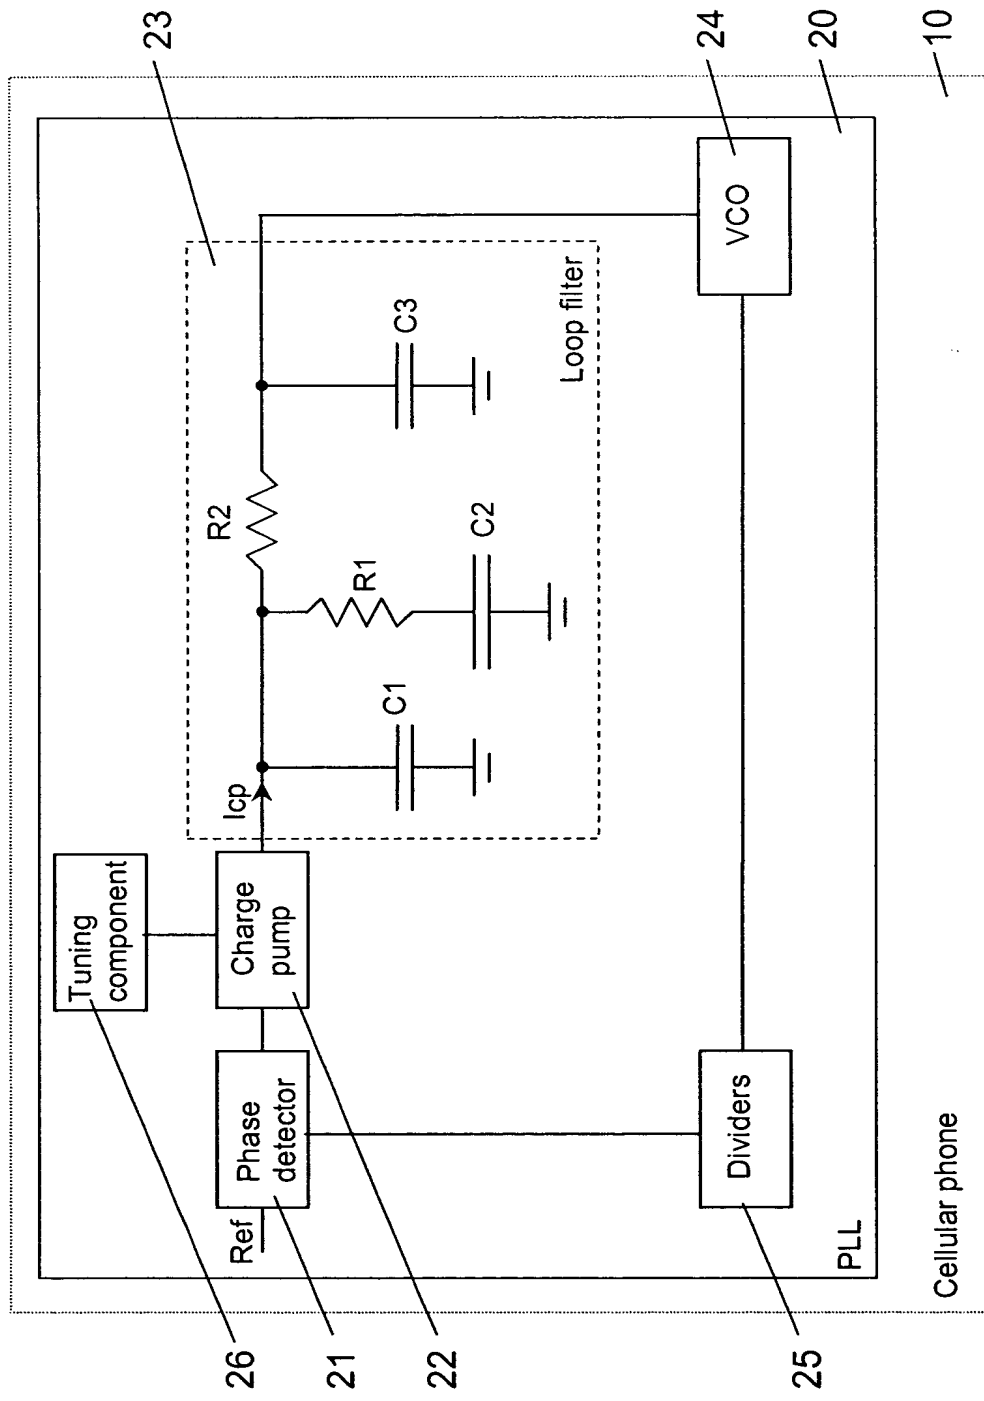 23
24
20
10
Tuning
component
Icp
R2
C3
R1
C2
C1
Loop filter
Charge
pump
Phase
detector
Ref
VCO
Dividers
PLL
Cellular phone
26
21
22
25